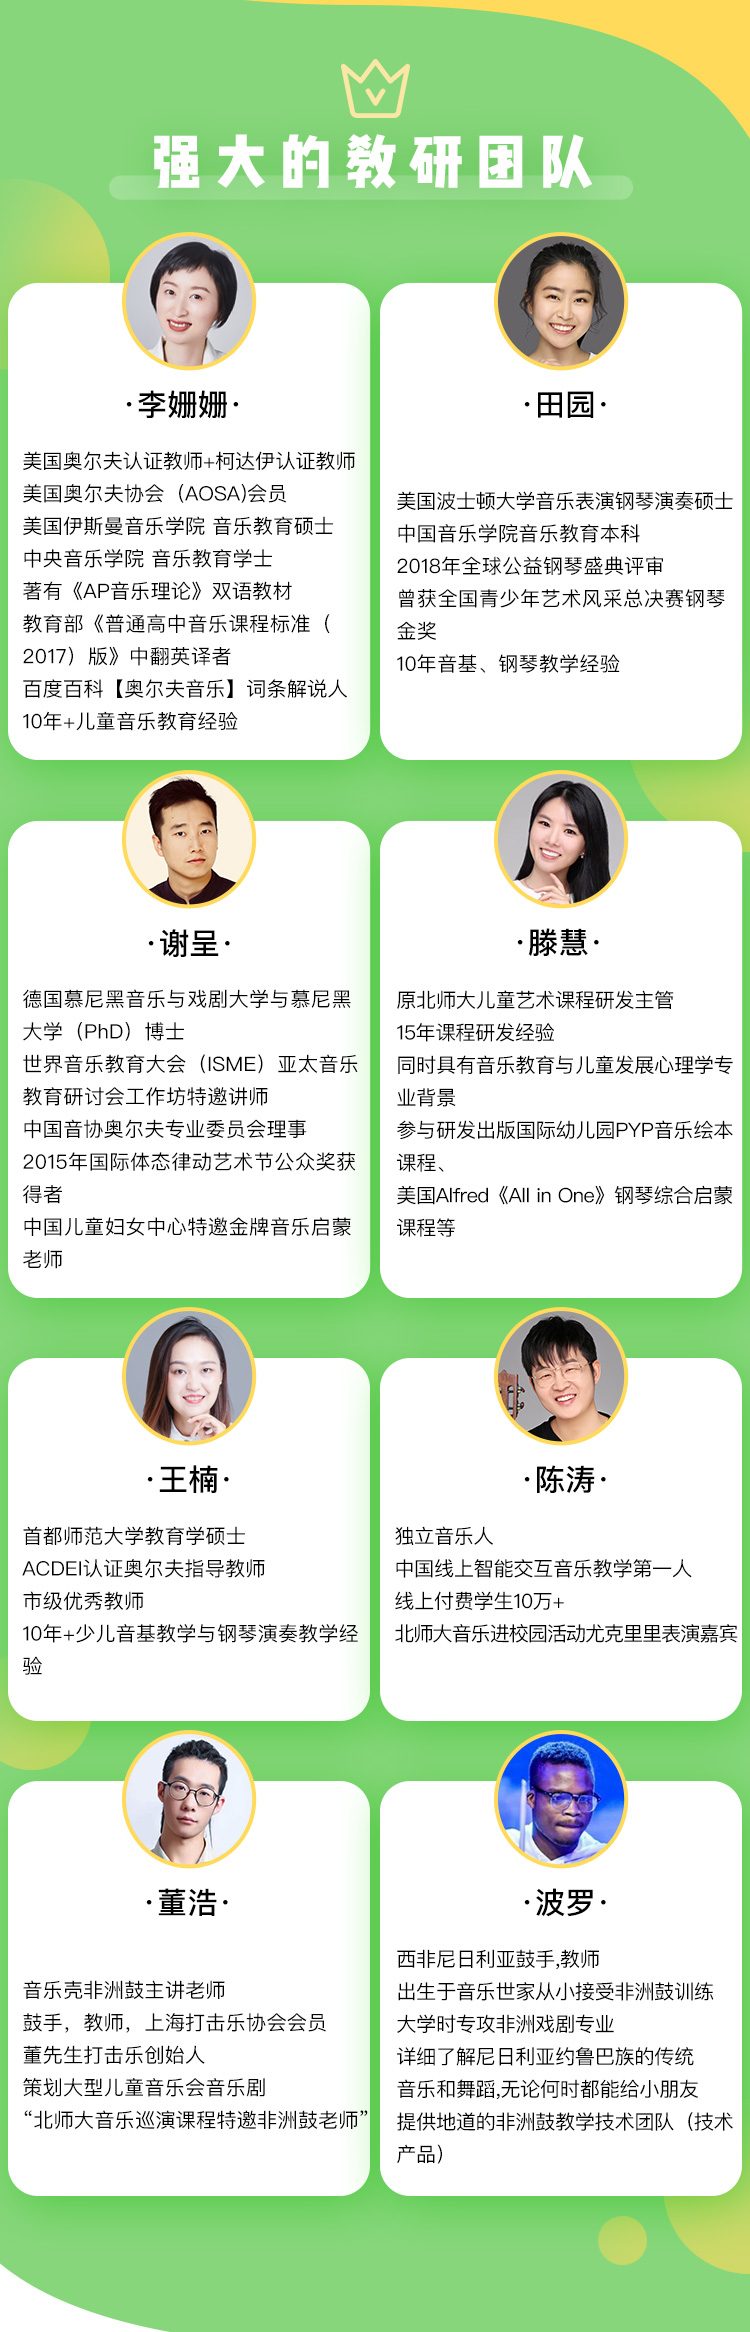 强大的教研团队
·李姗姗·
美国奥尔夫认证教师+柯达伊认证教师
美国奥尔夫协会（AOSA)会员
美国伊斯曼音乐学院 音乐教育硕士
中央音乐学院 音乐教育学士
著有《AP音乐理论》双语教材
教育部《普通高中音乐课程标准（
2017）版》中翻英译者
百度百科【奥尔夫音乐】词条解说人
10年+儿童音乐教育经验
·田园·
美国波士顿大学音乐表演钢琴演奏硕士
中国音乐学院音乐教育本科
2018年全球公益钢琴盛典评审
曾获全国青少年艺术风采总决赛钢琴
金奖
10年音基、钢琴教学经验
·谢呈·
德国慕尼黑音乐与戏剧大学与慕尼黑
大学（PhD）博士
世界音乐教育大会（ISME）亚太音乐
教育研讨会工作坊特邀讲师
中国音协奥尔夫专业委员会理事
2015年国际体态律动艺术节公众奖获
得者
中国儿童妇女中心特邀金牌音乐启蒙
老师
·滕慧·
原北师大儿童艺术课程研发主管
15年课程研发经验
同时具有音乐教育与儿童发展心理学专
业背景
参与研发出版国际幼儿园PYP音乐绘本
课程、
美国Alfred《All in One》钢琴综合启蒙
课程等
·王楠·
首都师范大学教育学硕士
ACDEI认证奥尔夫指导教师
市级优秀教师
10年+少儿音基教学与钢琴演奏教学经
验
·陈涛·
独立音乐人
中国线上智能交互音乐教学第一人
线上付费学生10万+
北师大音乐进校园活动尤克里里表演嘉宾
·董浩·
音乐壳非洲鼓主讲老师
鼓手，教师，上海打击乐协会会员
董先生打击乐创始人
策划大型儿童音乐会音乐剧
“北师大音乐巡演课程特邀非洲鼓老师”
·波罗·
西非尼日利亚鼓手,教师
出生于音乐世家从小接受非洲鼓训练
大学时专攻非洲戏剧专业
详细了解尼日利亚约鲁巴族的传统
音乐和舞蹈,无论何时都能给小朋友
提供地道的非洲鼓教学技术团队（技术
产品）